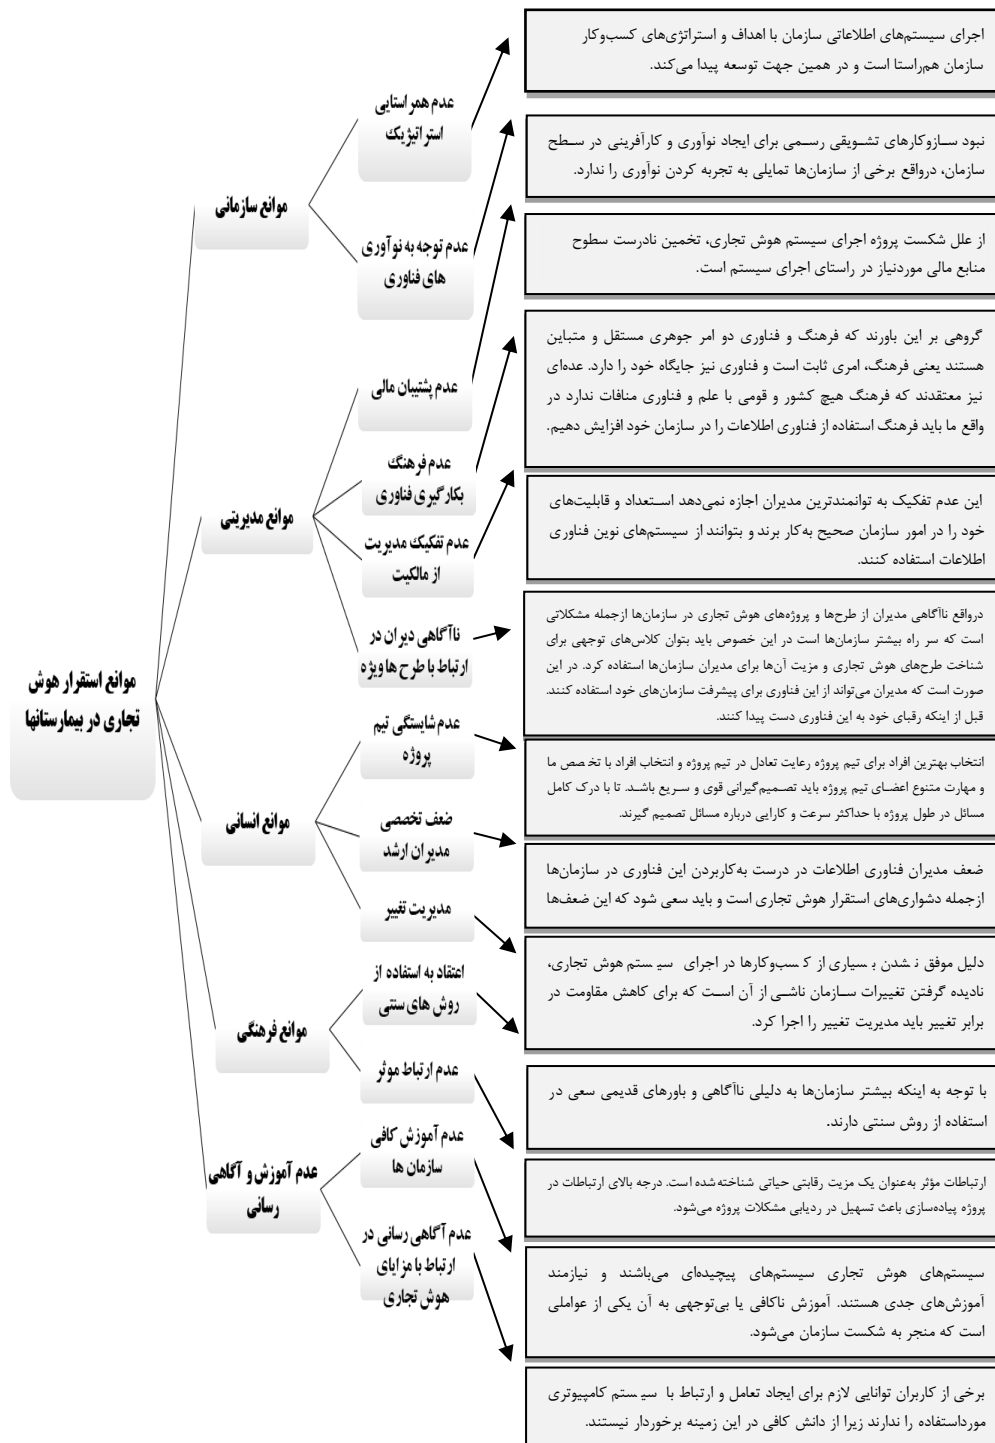 موانع استقرار هوش
تجاری در بیمارستانها
موانع سازمانی
عدم همراستایی
استراتیژیک
اجرای سیستم‌های اطلاعاتی سازمان با اهداف و استراتژی‌های کسب‌وکار
سازمان هم‌راستا است و در همین جهت توسعه پیدا می‌کند.
عدم توجه به نوآوری
های فناوری
نبود سازوکارهای تشویقی رسمی برای ایجاد نوآوری و کارآفرینی در سطح
سازمان، درواقع برخی از سازمان‌ها تمایلی به تجربه کردن نوآوری را ندارد.
موانع مدیریتی
عدم پشتیبان مالی
از علل شکست پروژه اجرای سیستم هوش تجاری، تخمین نادرست سطوح
منابع مالی موردنیاز در راستای اجرای سیستم است.
عدم فرهنگ
بکارگیری فناوری
گروهی بر این باورند که فرهنگ و فناوری دو امر جوهری مستقل و متباین
هستند یعنی فرهنگ، امری ثابت است و فناوری نیز جایگاه خود را دارد. عده‌ای
نیز معتقدند که فرهنگ هیچ کشور و قومی با علم و فناوری منافات ندارد در
واقع ما باید فرهنگ استفاده از فناوری اطلاعات را در سازمان خود افزایش دهیم.
عدم تفکیک مدیریت
از مالکیت
این عدم تفکیک به توانمندترین مدیران اجازه نمی‌دهد استعداد و قابلیت‌های
خود را در امور سازمان صحیح به‌کار برند و بتوانند از سیستم‌های نوین فناوری
اطلاعات استفاده کنند.
ناآگاهی دیران در
ارتباط با طرح ها ویژه
درواقع ناآگاهی مدیران از طرح‌ها و پروژه‌های هوش تجاری در سازمان‌ها ازجمله مشکلاتی
است که سر راه بیشتر سازمان‌ها است در این خصوص باید بتوان کلاس‌های توجهی برای
شناخت طرح‌های هوش تجاری و مزیت آن‌ها برای مدیران سازمان‌ها استفاده کرد. در این
صورت است که مدیران می‌تواند از این فناوری برای پیشرفت سازمان‌های خود استفاده کنند.
قبل از اینکه رقبای خود به این فناوری دست پیدا کنند.
موانع انسانی
عدم شایستگی تیم
پروژه
انتخاب بهترین افراد برای تیم پروژه رعایت تعادل در تیم پروژه و انتخاب افراد با تخصص ما
و مهارت متنوع اعضای تیم پروژه باید تصمیم‌گیرانی قوی و سریع باشد. تا با درک کامل
مسائل در طول پروژه با حداکثر سرعت و کارایی درباره مسائل تصمیم گیرند.
ضعف تخصصی
مدیران ارشد
ضعف مدیران فناوری اطلاعات در درست به‌کاربردن این فناوری در سازمان‌ها
ازجمله دشواری‌های استقرار هوش تجاری است و باید سعی شود که این ضعف‌ها
مدیریت تغییر
دلیل موفق نشدن بسیاری از کسب‌وکارها در اجرای سیستم هوش تجاری،
نادیده گرفتن تغییرات سازمان ناشی از آن است که برای کاهش مقاومت در
برابر تغییر باید مدیریت تغییر را اجرا کرد.
موانع فرهنگی
اعتقاد به استفاده از
روش های سنتی
با توجه به اینکه بیشتر سازمان‌ها به دلیلی ناآگاهی و باورهای قدیمی سعی در
استفاده از روش سنتی دارند.
عدم ارتباط موثر
ارتباطات مؤثر به‌عنوان یک مزیت رقابتی حیاتی شناخته‌شده است. درجه بالای ارتباطات در
پروژه پیاده‌سازی باعث تسهیل در ردیابی مشکلات پروژه می‌شود.
عدم آموزش و آگاهی
رسانی
عدم آموزش کافی
سازمان ها
سیستم‌های هوش تجاری سیستم‌های پیچیده‌ای می‌باشند و نیازمند
آموزش‌های جدی هستند. آموزش ناکافی یا بی‌توجهی به آن یکی از عواملی
است که منجر به شکست سازمان می‌شود.
عدم آگاهی رسانی در
ارتباط با مزایای
هوش تجاری
برخی از کاربران توانایی لازم برای ایجاد تعامل و ارتباط با سیستم کامپیوتری
مورداستفاده را ندارند زیرا از دانش کافی در این زمینه برخوردار نیستند.